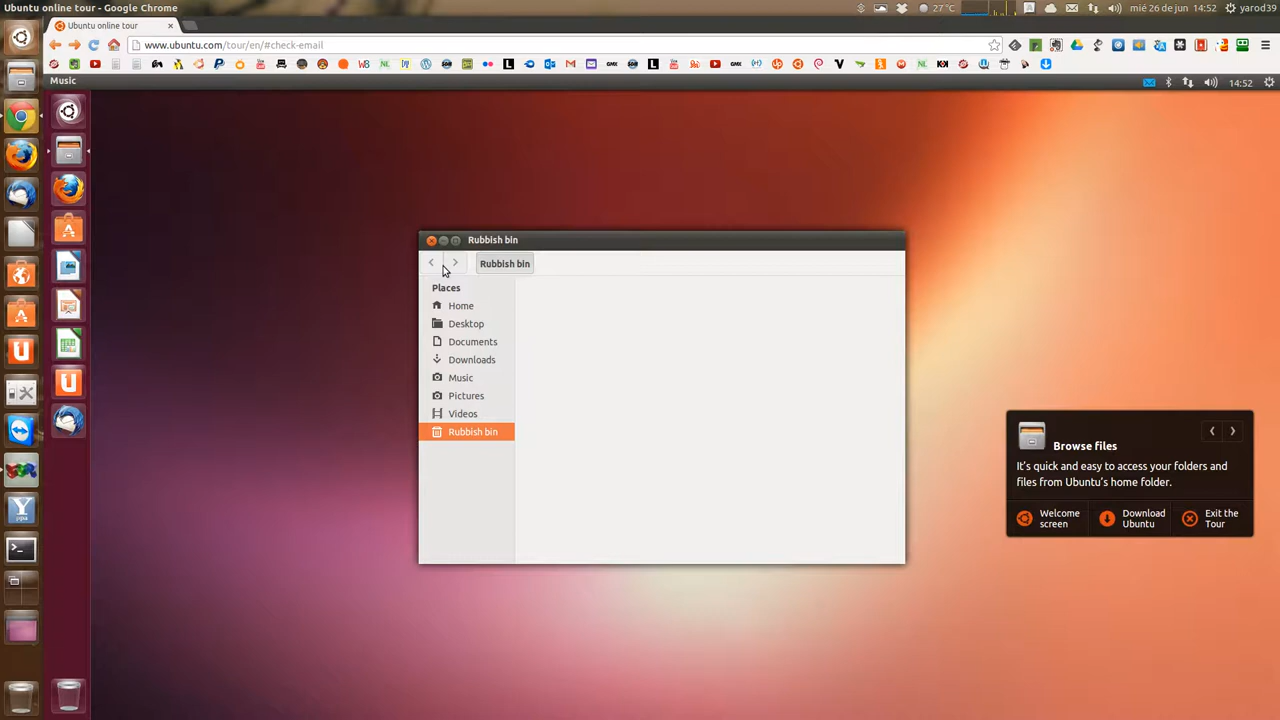 Ubuntu online tour - Google Chrome
27°C
mié 26 de jun 14:52
yarod39
Ubuntu online tour
www.ubuntu.com/tour/en/#check-email
Music
14:52
Rubbish bin
Rubbish bin
Places
Home
Desktop
Documents
Downloads
Music
Pictures
Videos
Rubbish bin
Browse files
It's quick and easy to access your folders and
files from Ubuntu's home folder.
Welcome
screen
Download
Ubuntu
Exit the
Tour